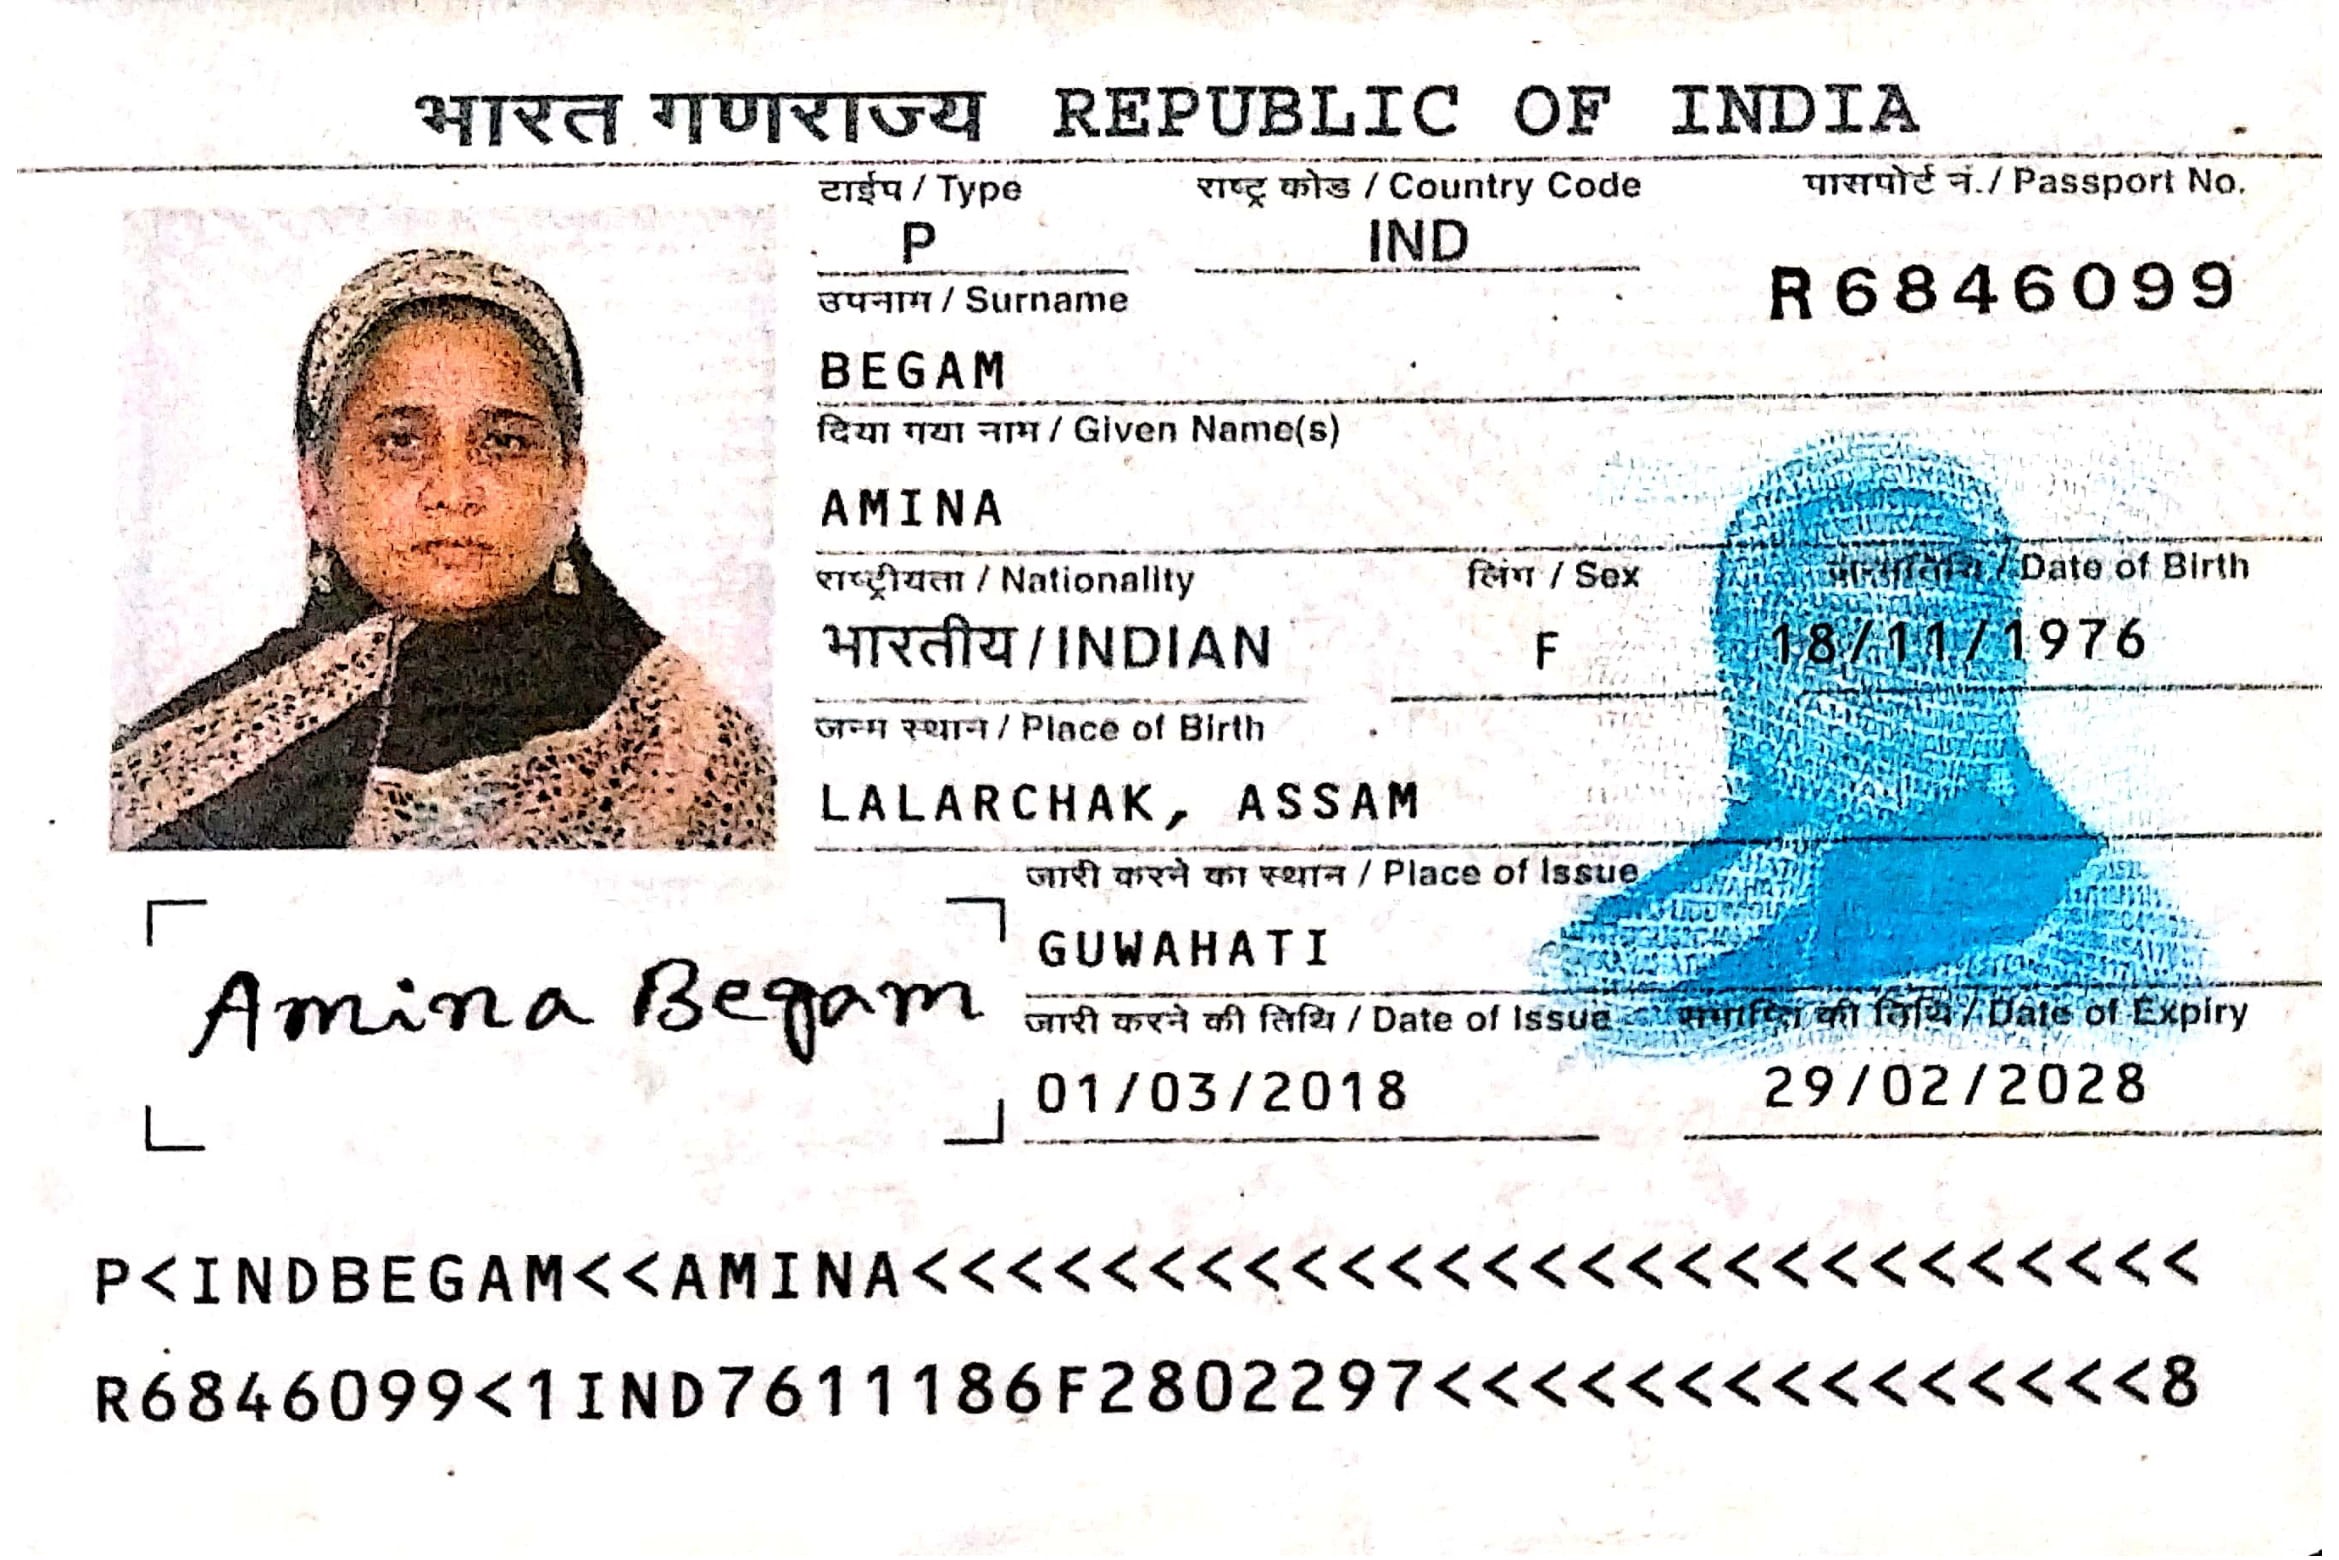 भारत गणराज्य REPUBLIC OF INDIA
टाईप / Type राष्ट्र कोड / Country Code पासपोर्ट नं./ Passport No.
P IND R6846099
उपनाम / Surname
BEGAM
दिया गया नाम / Given Name(s)
AMINA
राष्ट्रीयता / Nationality लिंग / Sex जन्मतिथि / Date of Birth
भारतीय/INDIAN F 18/11/1976
जन्म स्थान / Place of Birth
LALARCHAK, ASSAM
जारी करने का स्थान / Place of Issue
GUWAHATI
Amina Begam
जारी करने की तिथि / Date of Issue समाप्ति की तिथि / Date of Expiry
01/03/2018 29/02/2028
P<INDBEGAM<<AMINA<<<<<<<<<<<<<<<<<<<<<<<<<<<
R6846099<1IND7611186F2802297<<<<<<<<<<<<<<<8